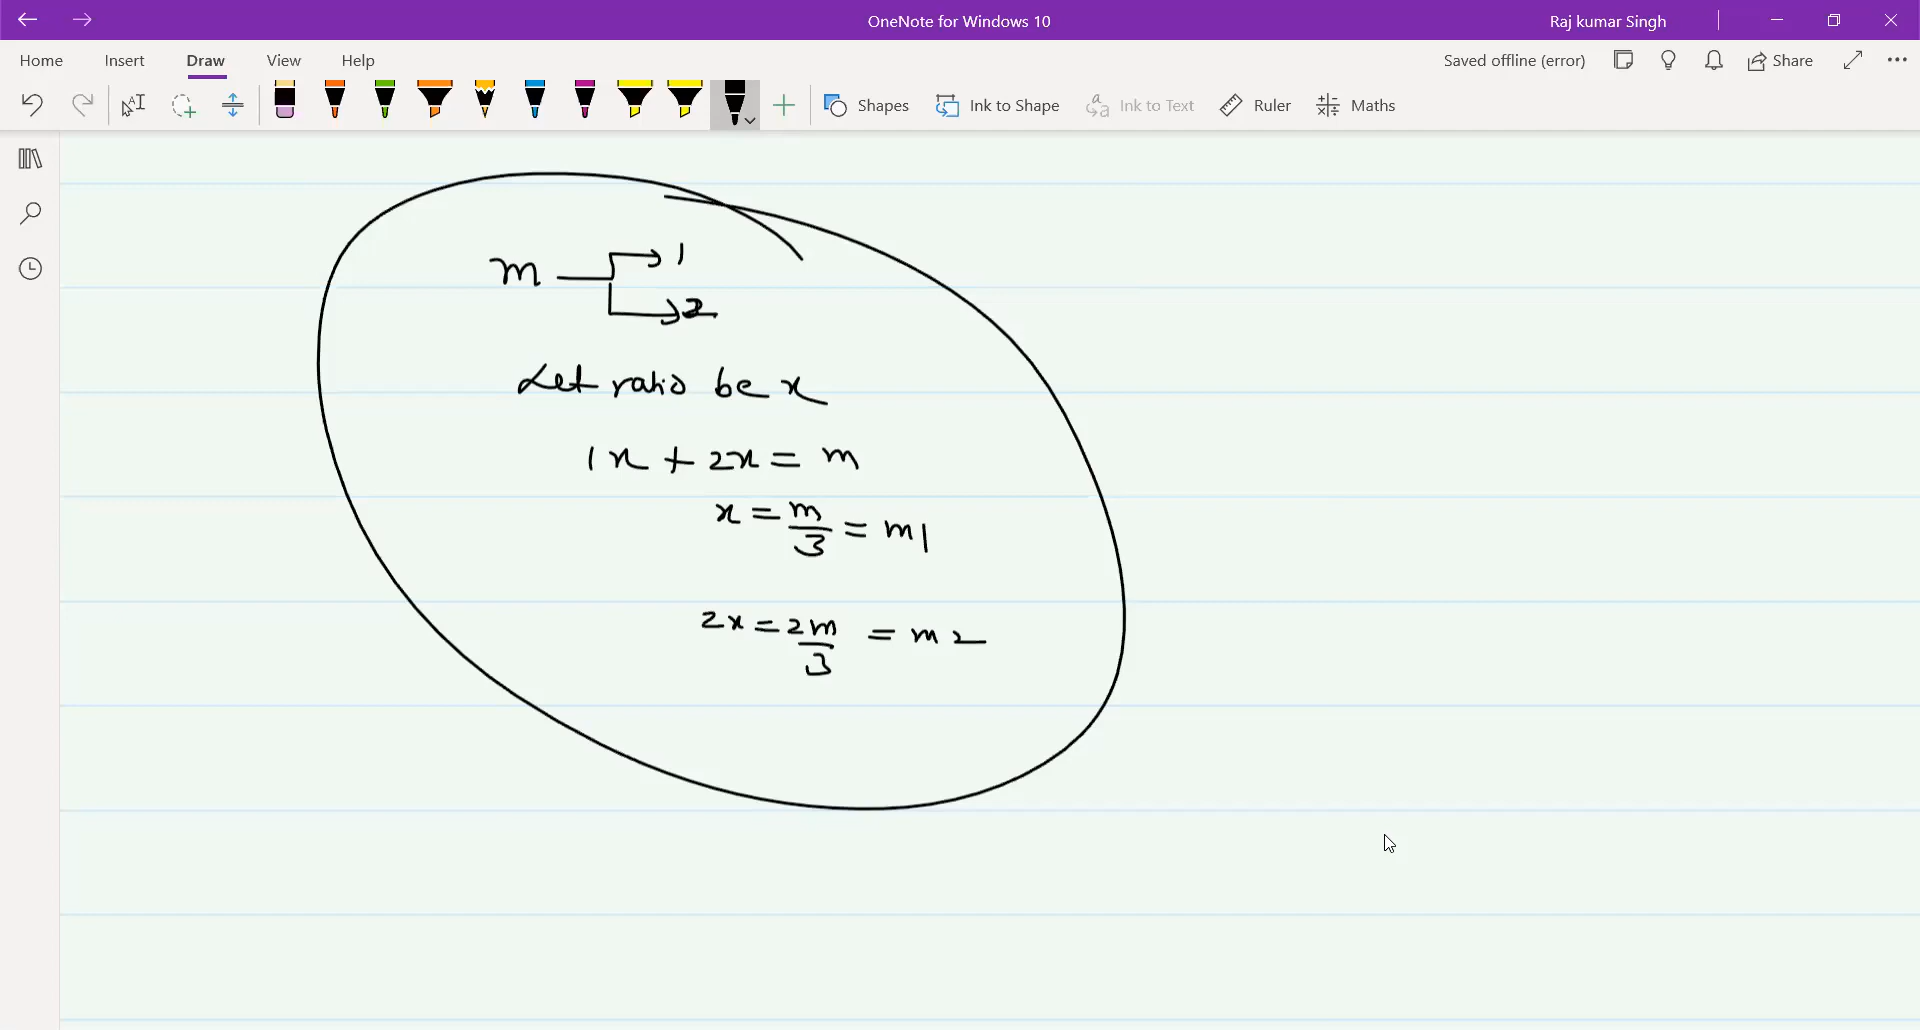 OneNote for Windows 10
Raj kumar Singh
Home Insert Draw View Help
Saved offline (error) Share
Shapes Ink to Shape Ink to Text Ruler Maths
m 1
2
Let ratio be x
1x + 2x = m
x = m/3 = m1
2x = 2m/3 = m2